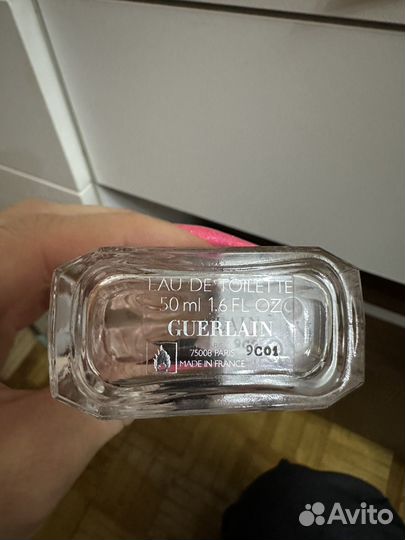 EAU DE TOILETTE
50 ml 1.6 FL OZ
GUERLAIN
75008 PARIS 9C01
MADE IN FRANCE
Avito